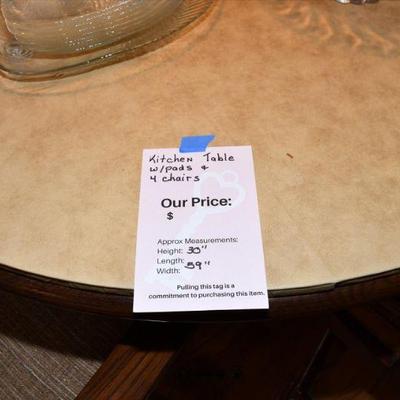 Kitchen Table
w/pads +
4 chairs
Our Price:
$
Approx Measurements:
Height: 30"
Length:
Width: 59"
Pulling this tag is a
commitment to purchasing this item.